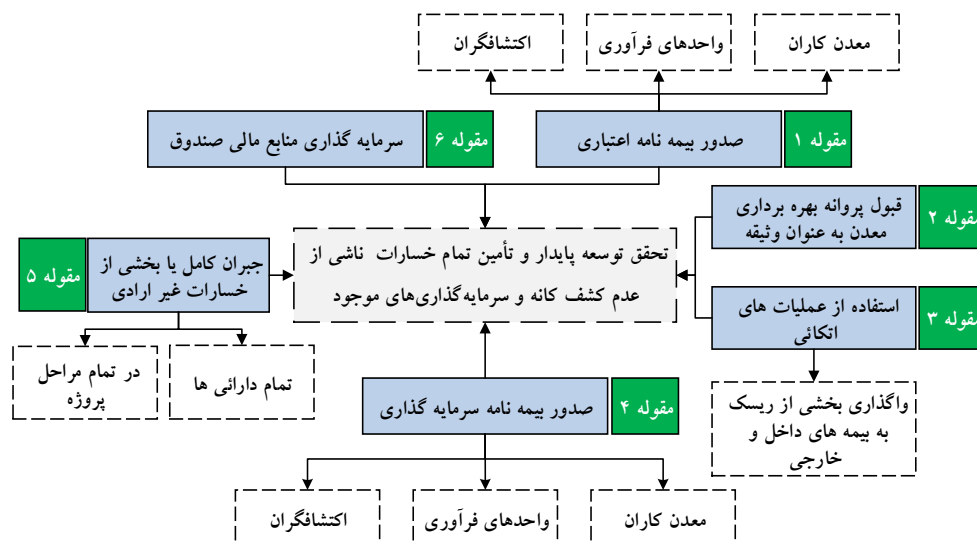 معدن کاران
واحدهای فرآوری
اکتشافگران
مقوله ۱
صدور بیمه نامه اعتباری
مقوله ۶
سرمایه گذاری منابع مالی صندوق
مقوله ۲
قبول پروانه بهره برداری
معدن به عنوان وثیقه
تحقق توسعه پایدار و تأمین تمام خسارات ناشی از
عدم کشف کانه و سرمایه‌گذاری‌های موجود
مقوله ۵
جبران کامل یا بخشی از
خسارات غیر ارادی
مقوله ۳
استفاده از عملیات های
اتکائی
تمام دارائی ها
در تمام مراحل
پروژه
واگذاری بخشی از ریسک
به بیمه های داخل و
خارجی
مقوله ۴
صدور بیمه نامه سرمایه گذاری
معدن کاران
واحدهای فرآوری
اکتشافگران